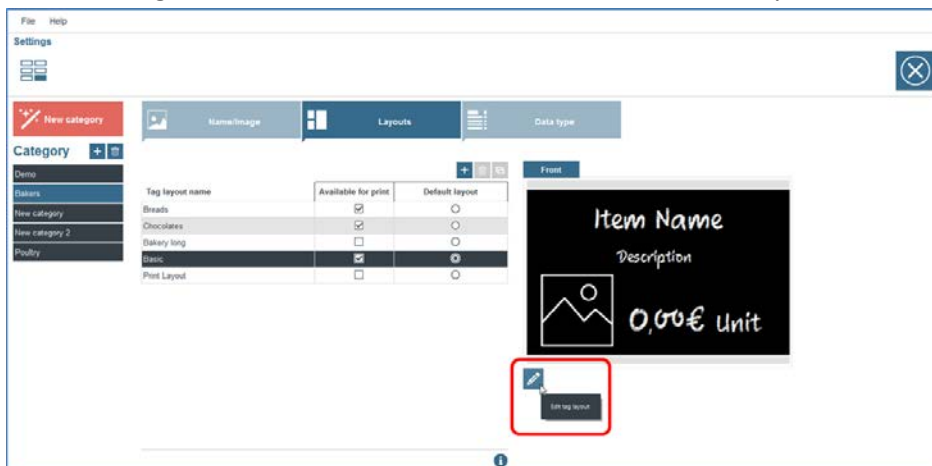 File Help
Settings
New category
Name/Image
Layouts
Data type
Category
Demo
Bakers
New category
New category 2
Poultry
Tag layout name Available for print Default layout
Breads
Chocolates
Bakery long
Basic
Print Layout
Front
Item Name
Description
0,00€ Unit
Edit tag layout